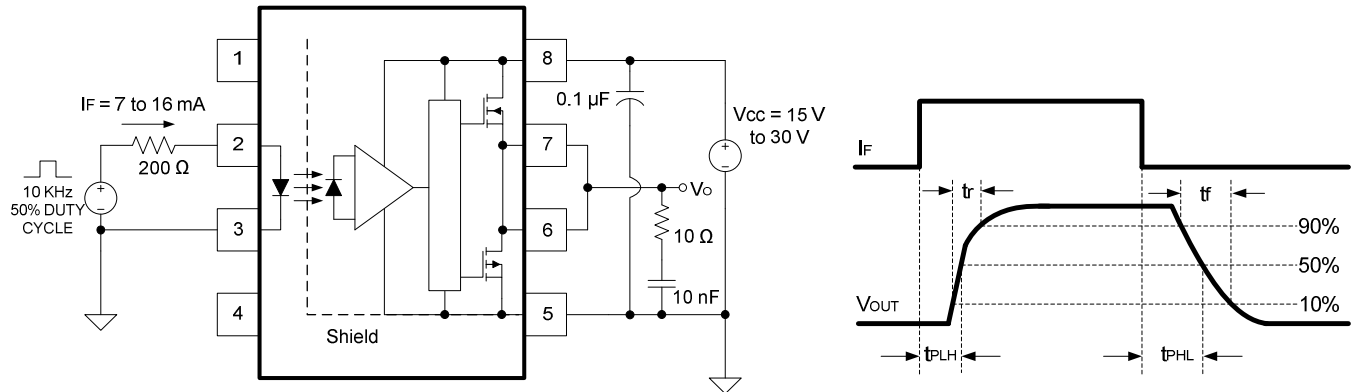 1
8
IF = 7 to 16 mA
0.1 µF
Vcc = 15 V
to 30 V
2
7
200 Ω
10 KHz
50% DUTY
CYCLE
Vo
3
6
10 Ω
10 nF
4
5
Shield
IF
tr
tf
90%
50%
10%
VOUT
tPLH
tPHL